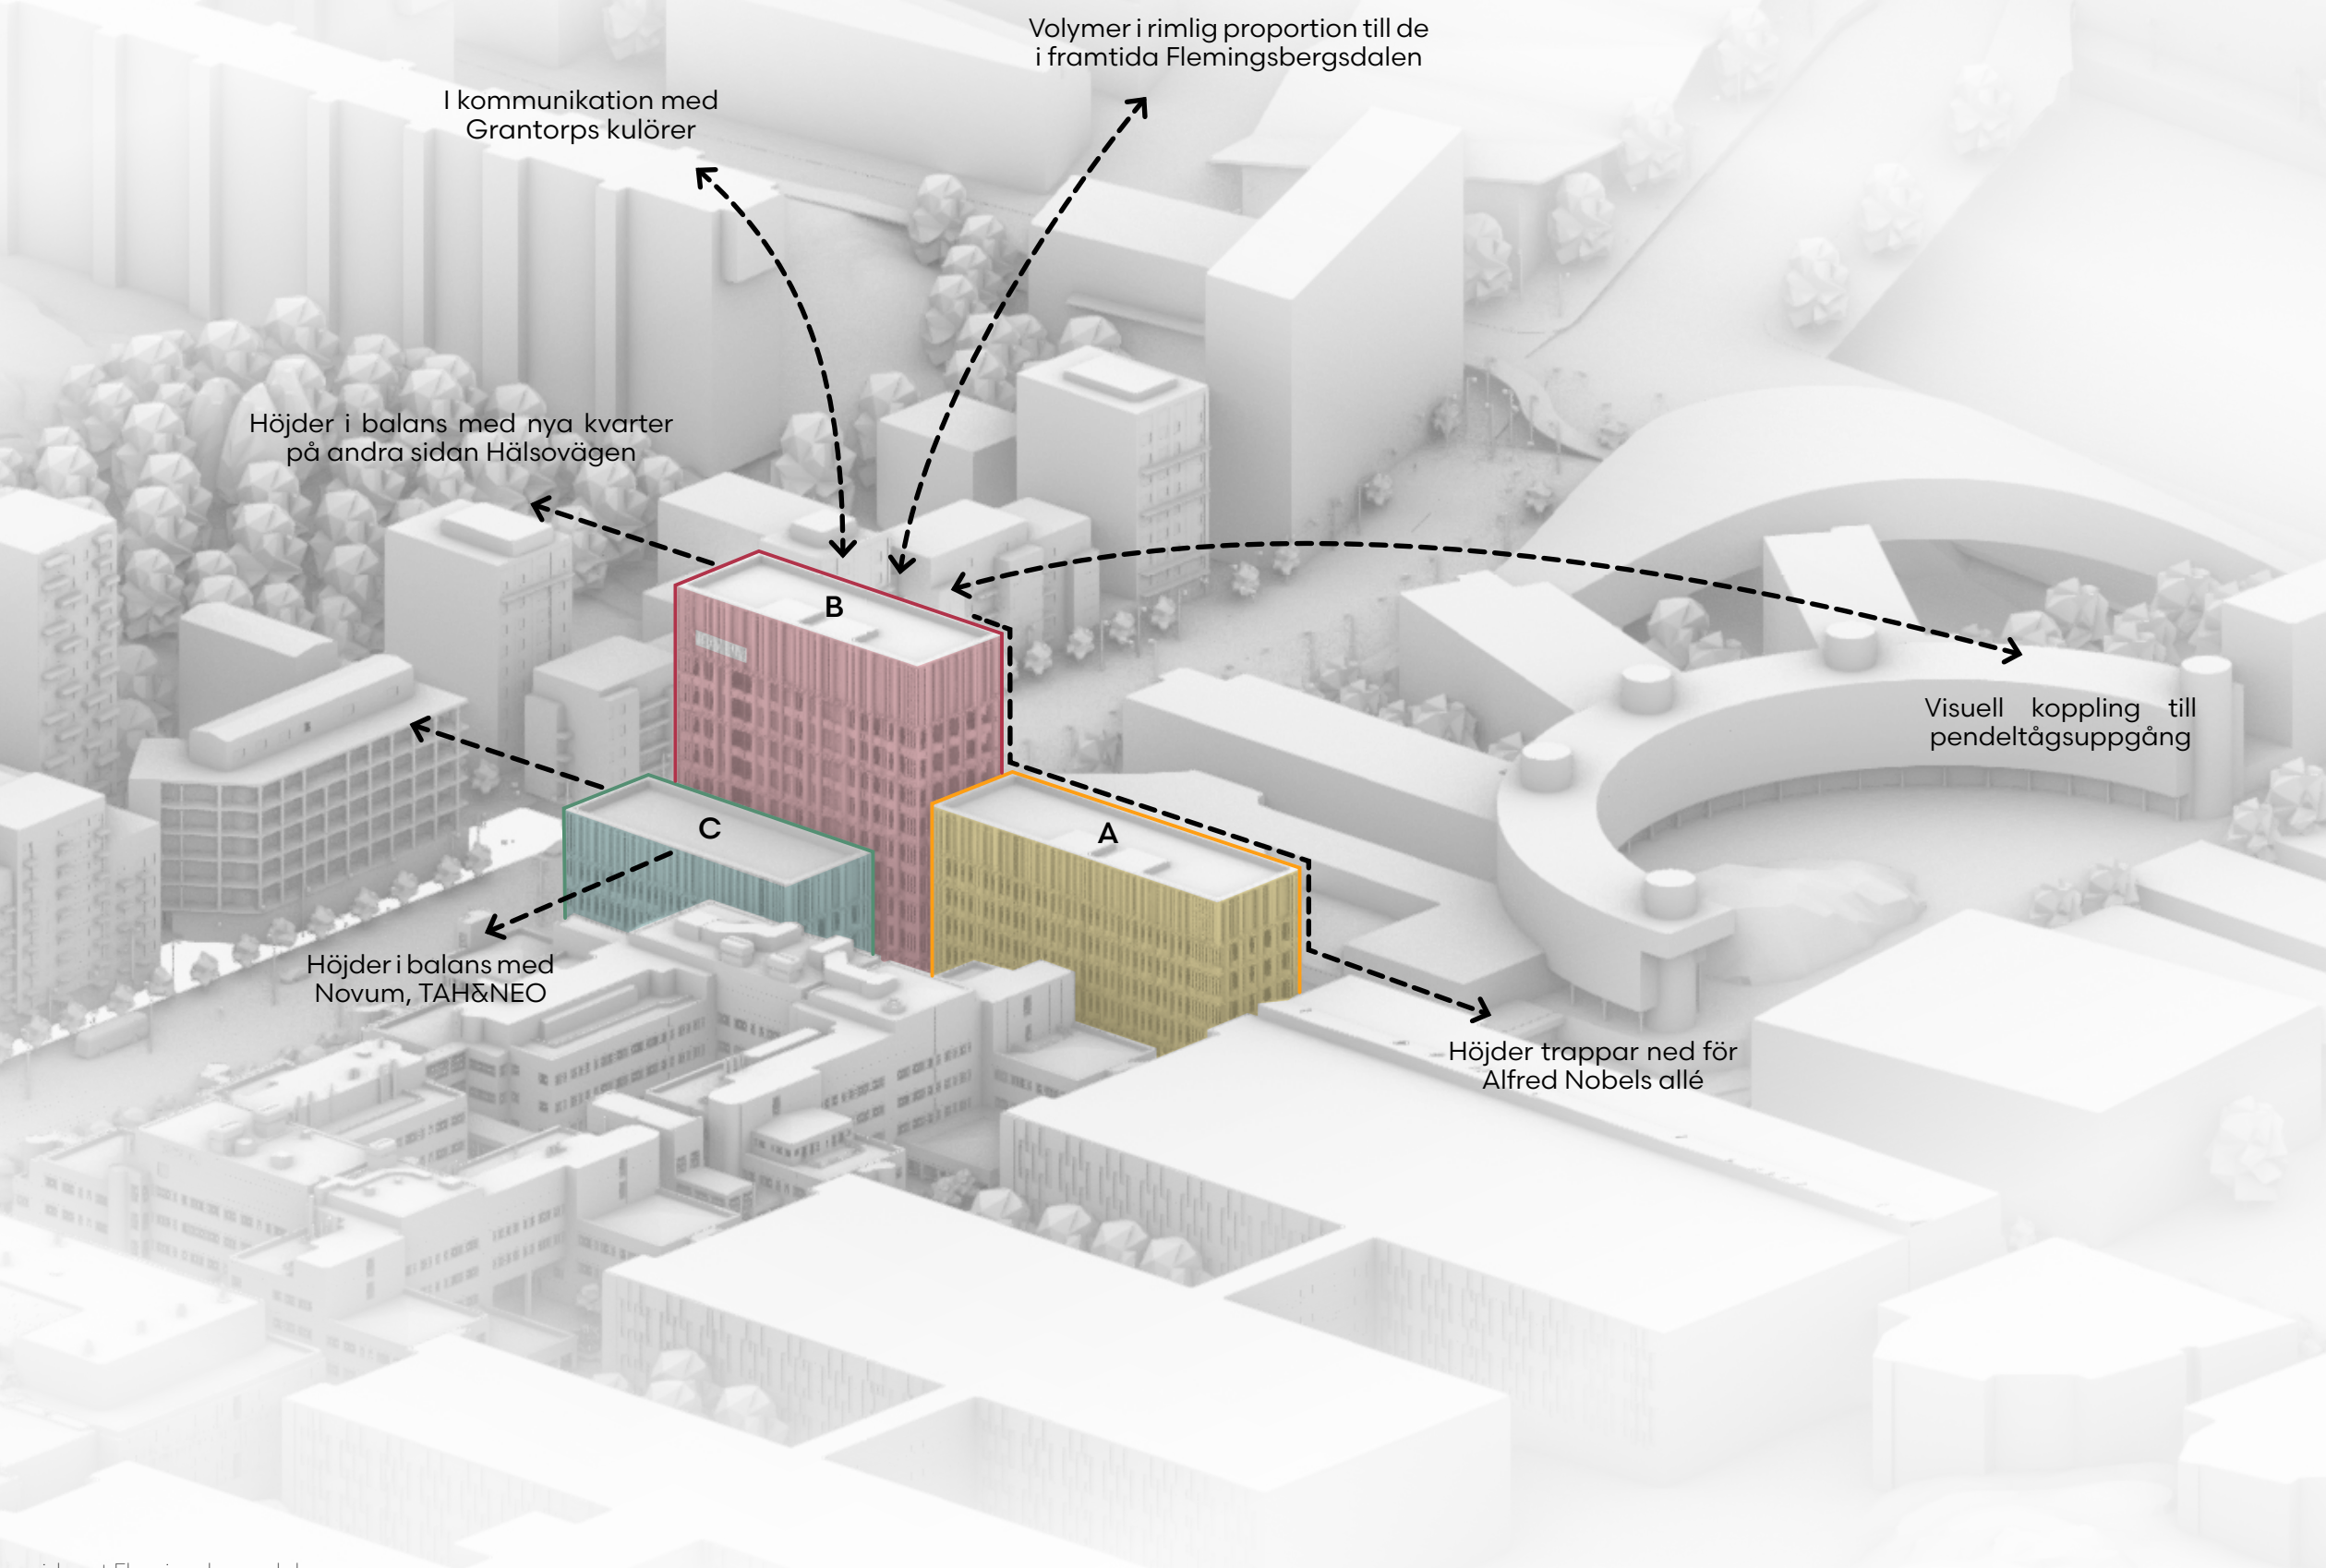 Volymer i rimlig proportion till de
i framtida Flemingsbergsdalen
I kommunikation med
Grantorps kulörer
Höjder i balans med nya kvarter
på andra sidan Hälsovägen
B
Visuell koppling till
pendeltågsuppgång
C
A
Höjder i balans med
Novum, TAH&NEO
Höjder trappar ned för
Alfred Nobels allé